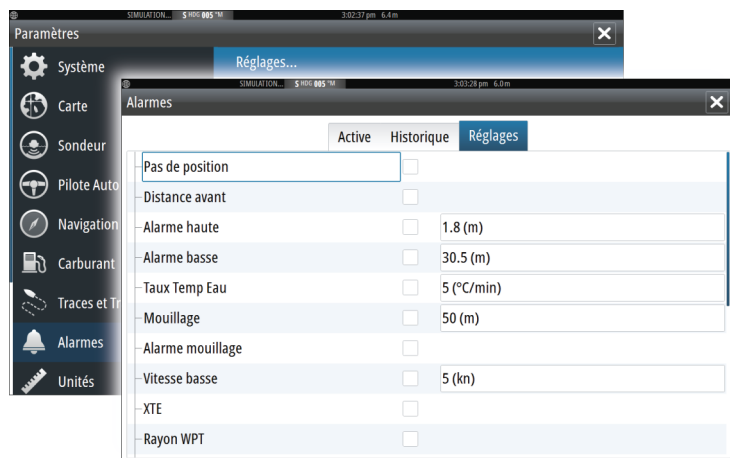 SIMULATION... S HDG 005 °M 3:02:37 pm 6.4 m
Paramètres
Système
Réglages...
Carte
Sondeur
Pilote Auto
Navigation
Carburant
Traces et Tr
Alarmes
Unités
SIMULATION... S HDG 005 °M 3:03:28 pm 6.0 m
Alarmes
Active Historique Réglages
Pas de position
Distance avant
Alarme haute 1.8 (m)
Alarme basse 30.5 (m)
Taux Temp Eau 5 (°C/min)
Mouillage 50 (m)
Alarme mouillage
Vitesse basse 5 (kn)
XTE
Rayon WPT